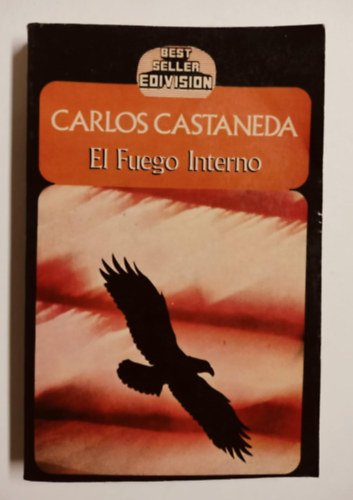 BEST
SELLER
EDIVISION
CARLOS CASTANEDA
El Fuego Interno